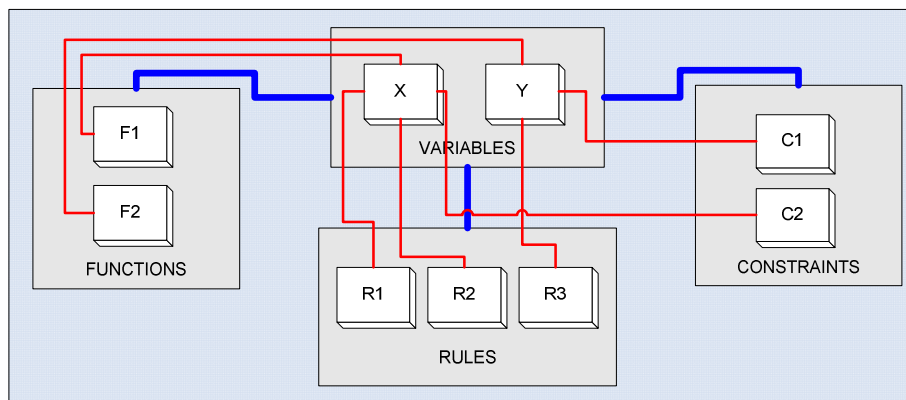 X
Y
VARIABLES
F1
F2
FUNCTIONS
C1
C2
CONSTRAINTS
R1
R2
R3
RULES